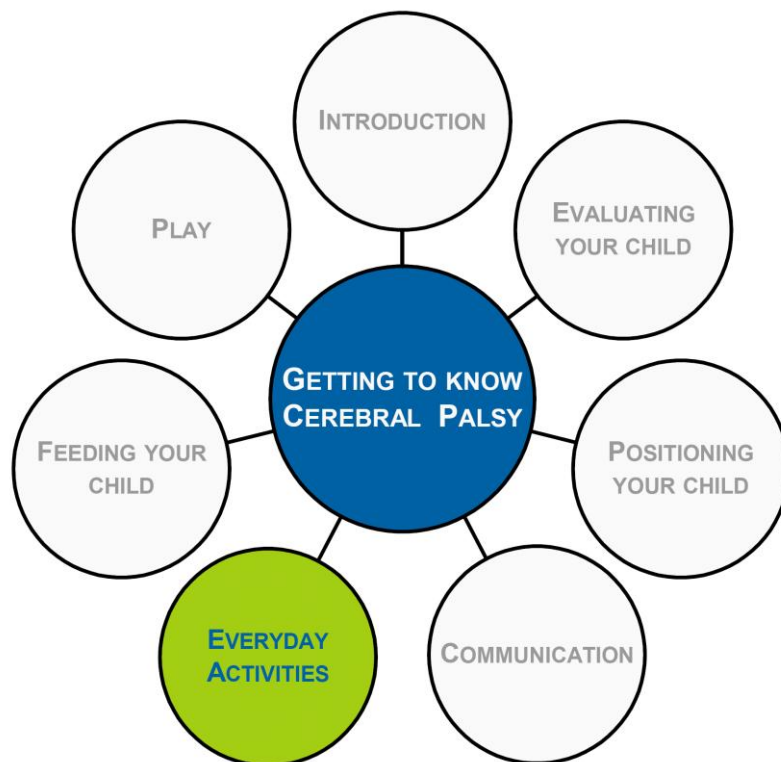 INTRODUCTION
EVALUATING
YOUR CHILD
POSITIONING
YOUR CHILD
COMMUNICATION
EVERYDAY
ACTIVITIES
FEEDING YOUR
CHILD
PLAY
GETTING TO KNOW
CEREBRAL PALSY